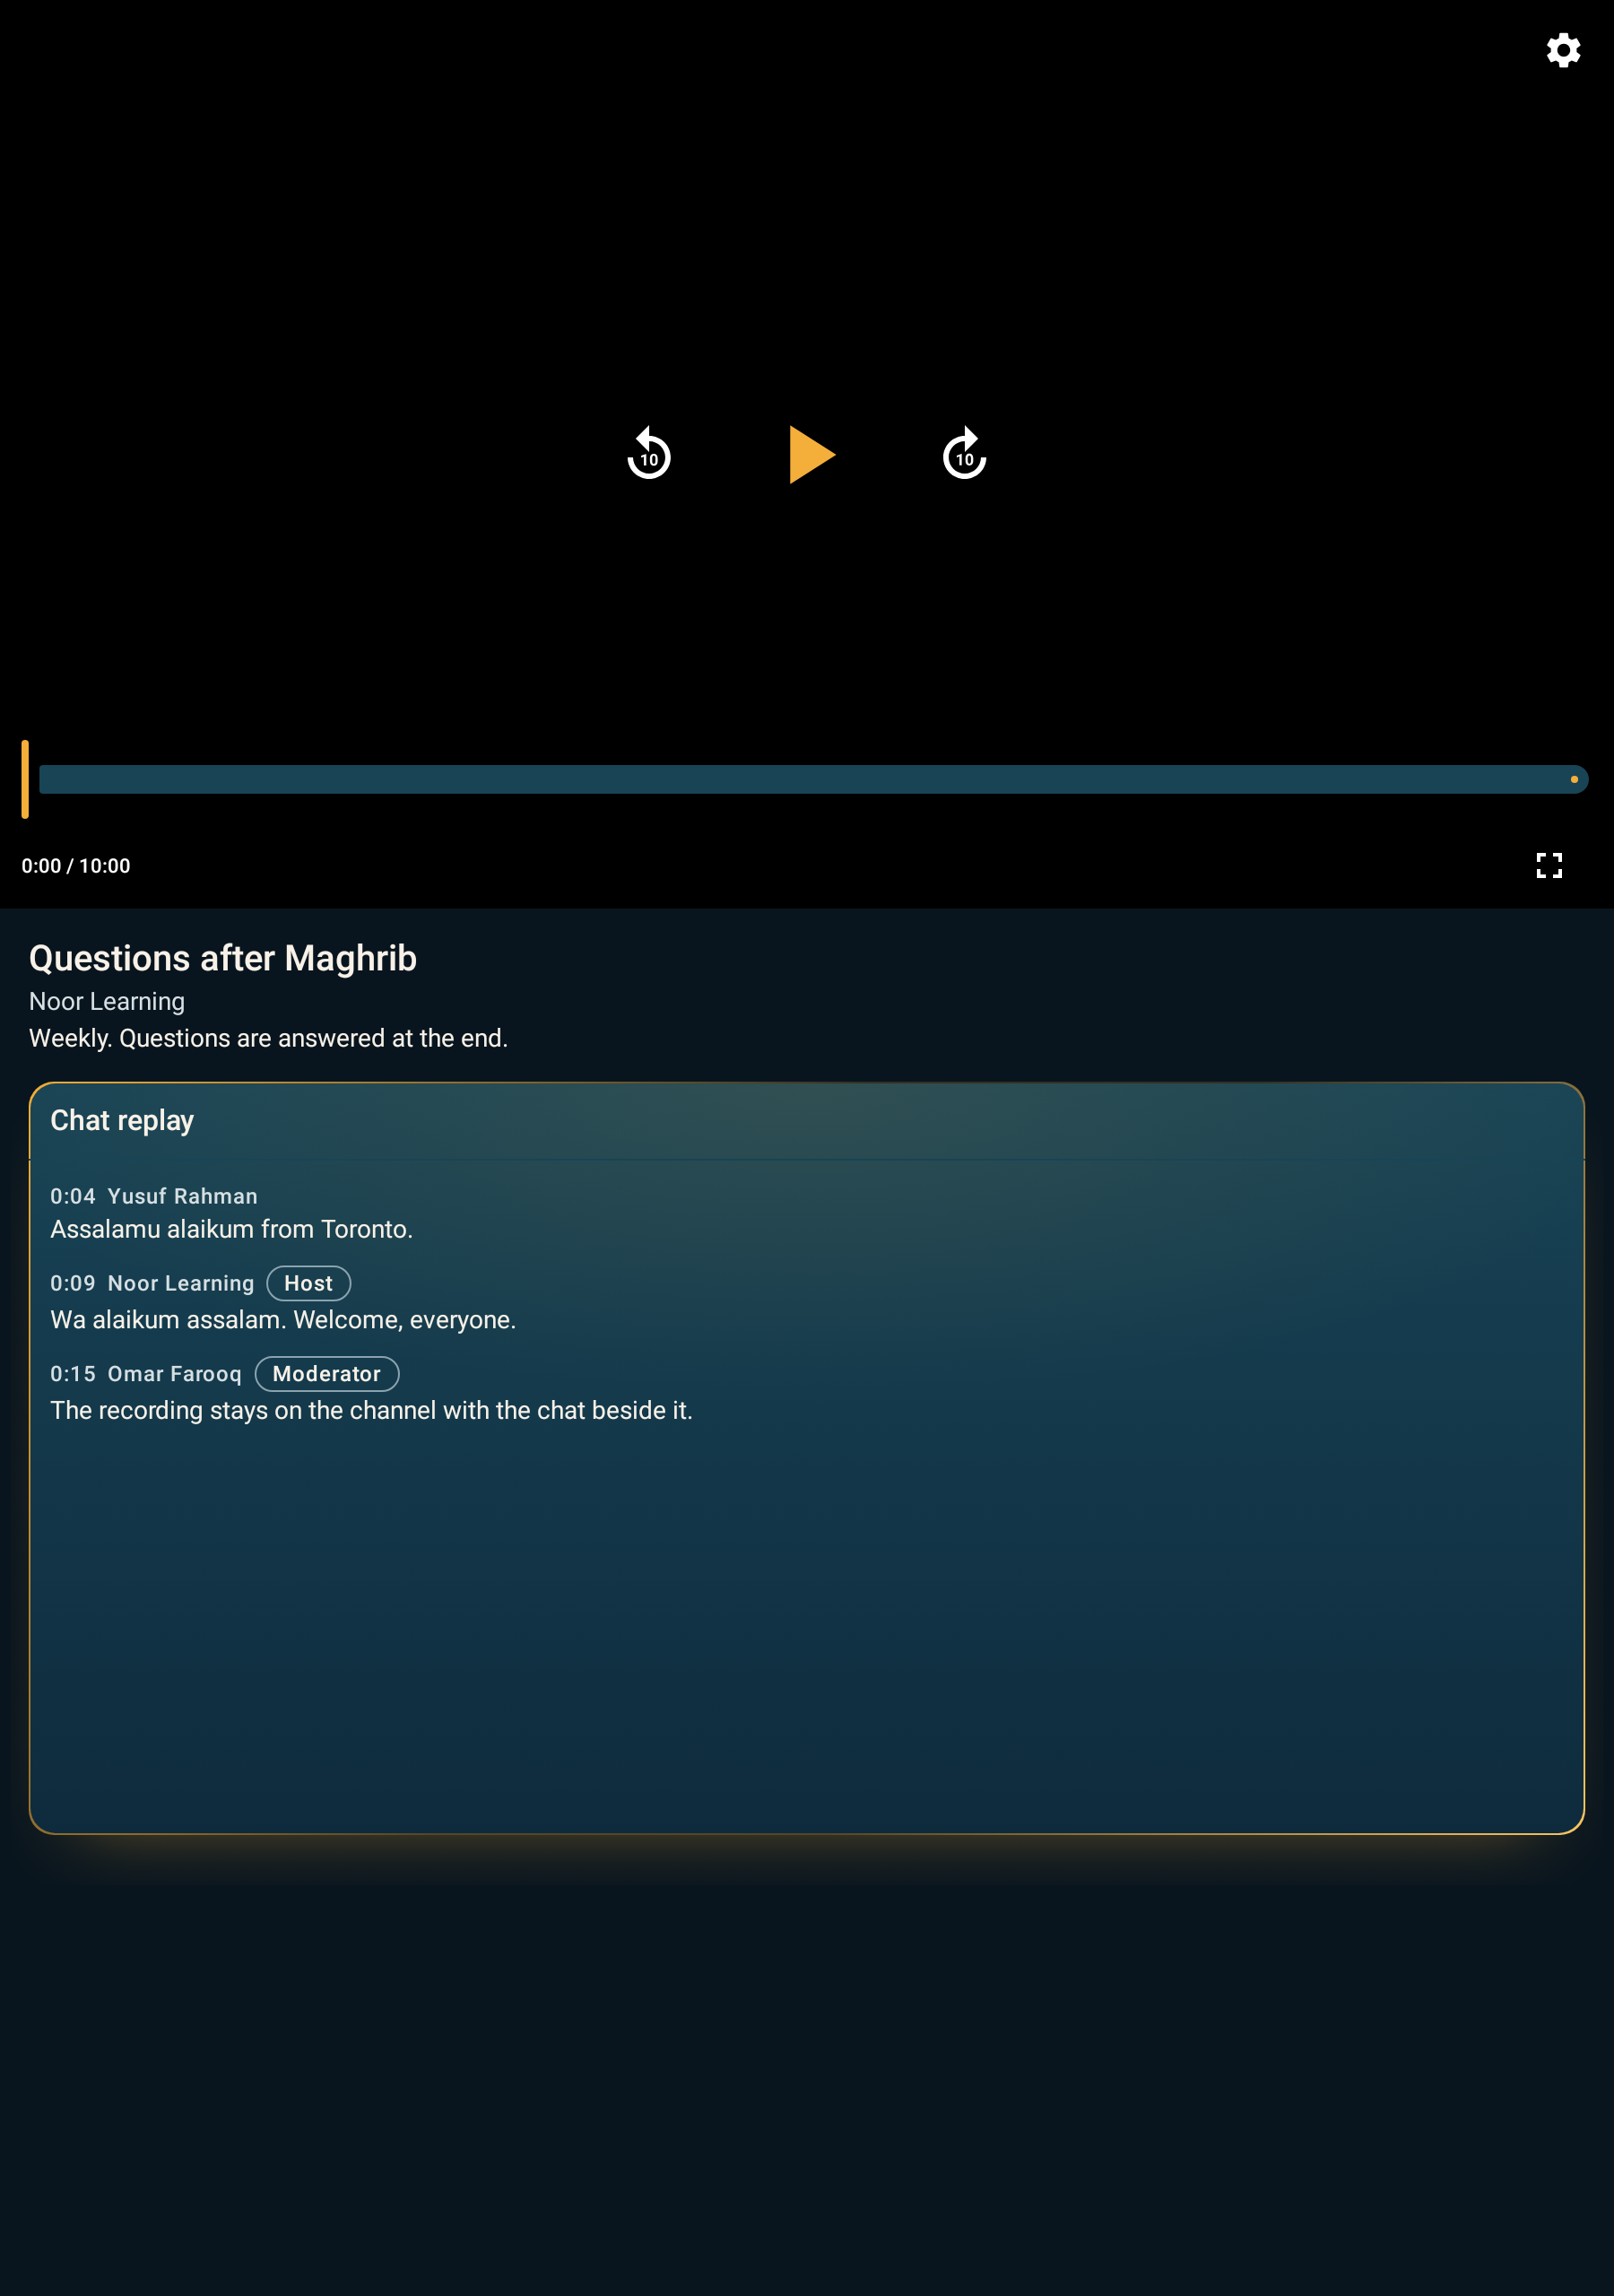 10
10
0:00 / 10:00
Questions after Maghrib
Noor Learning
Weekly. Questions are answered at the end.
Chat replay
0:04 Yusuf Rahman
Assalamu alaikum from Toronto.
0:09 Noor Learning Host
Wa alaikum assalam. Welcome, everyone.
0:15 Omar Farooq Moderator
The recording stays on the channel with the chat beside it.